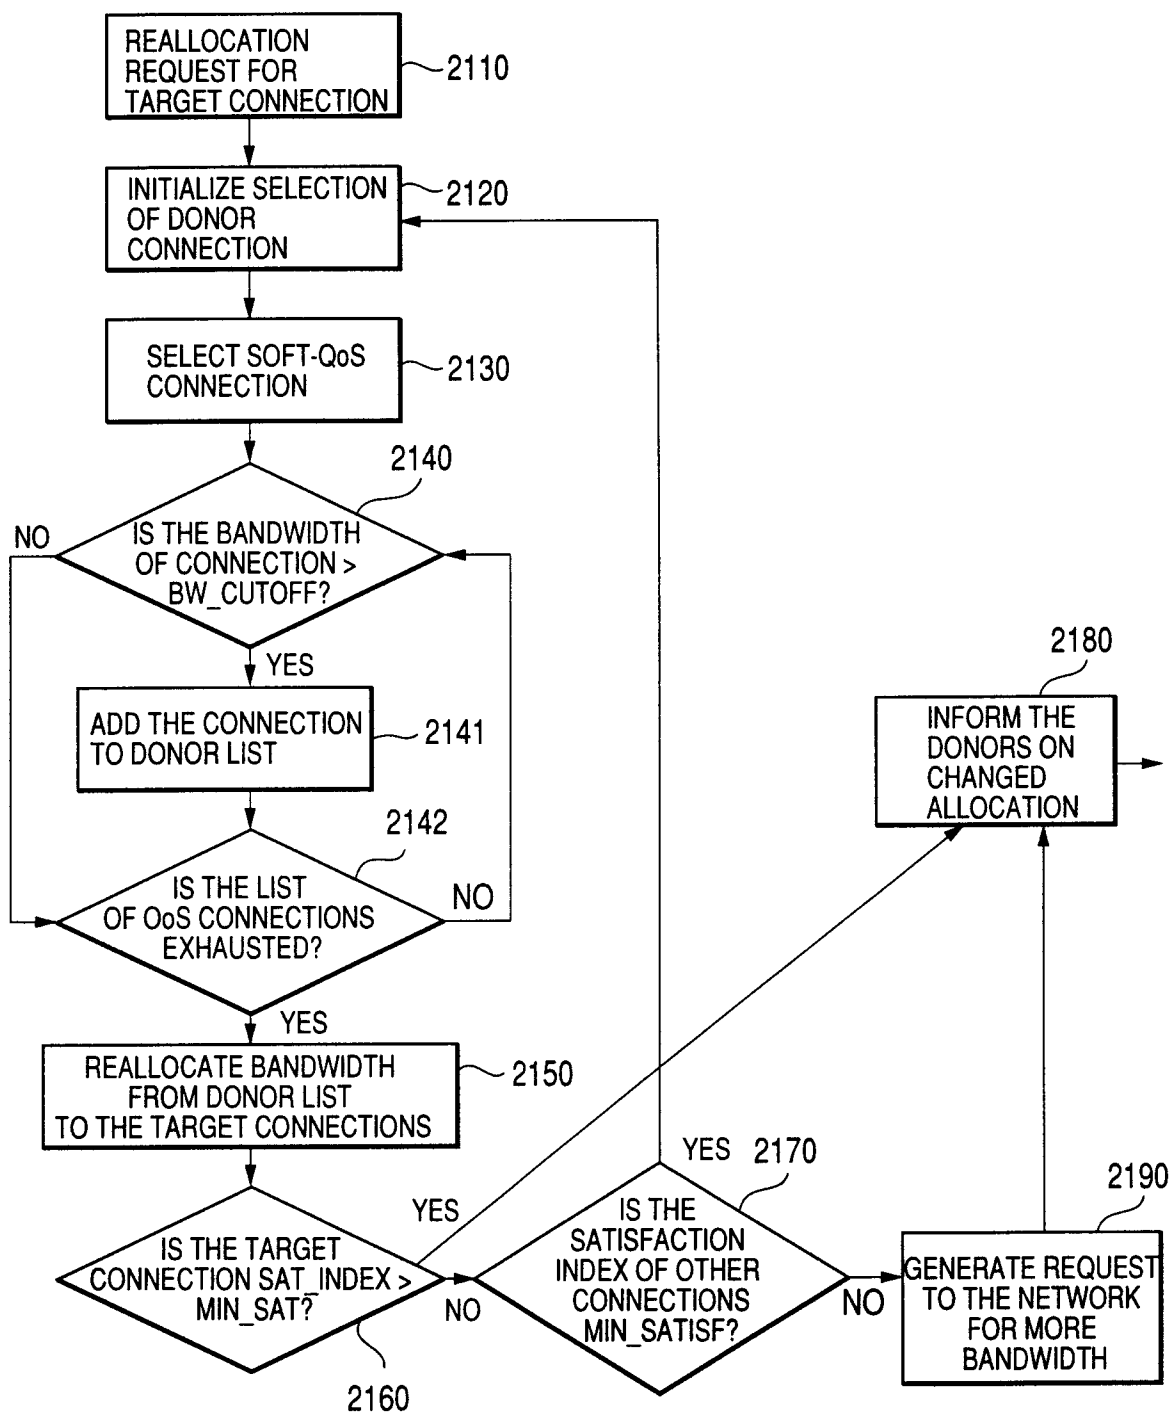 REALLOCATION
REQUEST FOR
TARGET CONNECTION
2110
INITIALIZE SELECTION
OF DONOR
CONNECTION
2120
SELECT SOFT-QoS
CONNECTION
2130
2140
NO
IS THE BANDWIDTH
OF CONNECTION >
BW_CUTOFF?
YES
ADD THE CONNECTION
TO DONOR LIST
2141
2142
IS THE LIST
OF OoS CONNECTIONS
EXHAUSTED?
NO
YES
REALLOCATE BANDWIDTH
FROM DONOR LIST
TO THE TARGET CONNECTIONS
2150
IS THE TARGET
CONNECTION SAT_INDEX >
MIN_SAT?
YES
NO
2160
YES
2170
IS THE
SATISFACTION
INDEX OF OTHER
CONNECTIONS
MIN_SATISF?
NO
2180
INFORM THE
DONORS ON
CHANGED
ALLOCATION
2190
GENERATE REQUEST
TO THE NETWORK
FOR MORE
BANDWIDTH